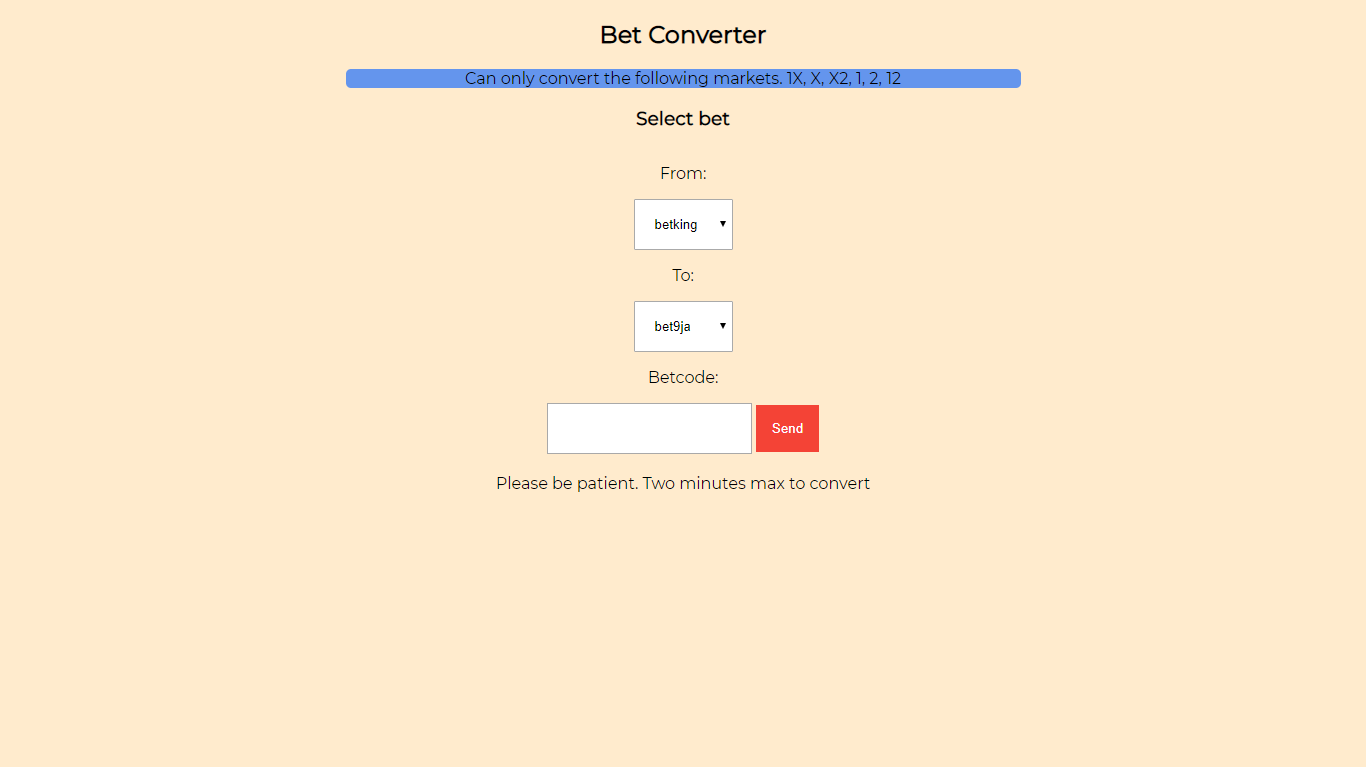 Bet Converter
Can only convert the following markets. 1X, X, X2, 1, 2, 12
Select bet
From:
betking
To:
bet9ja
Betcode:
Send
Please be patient. Two minutes max to convert